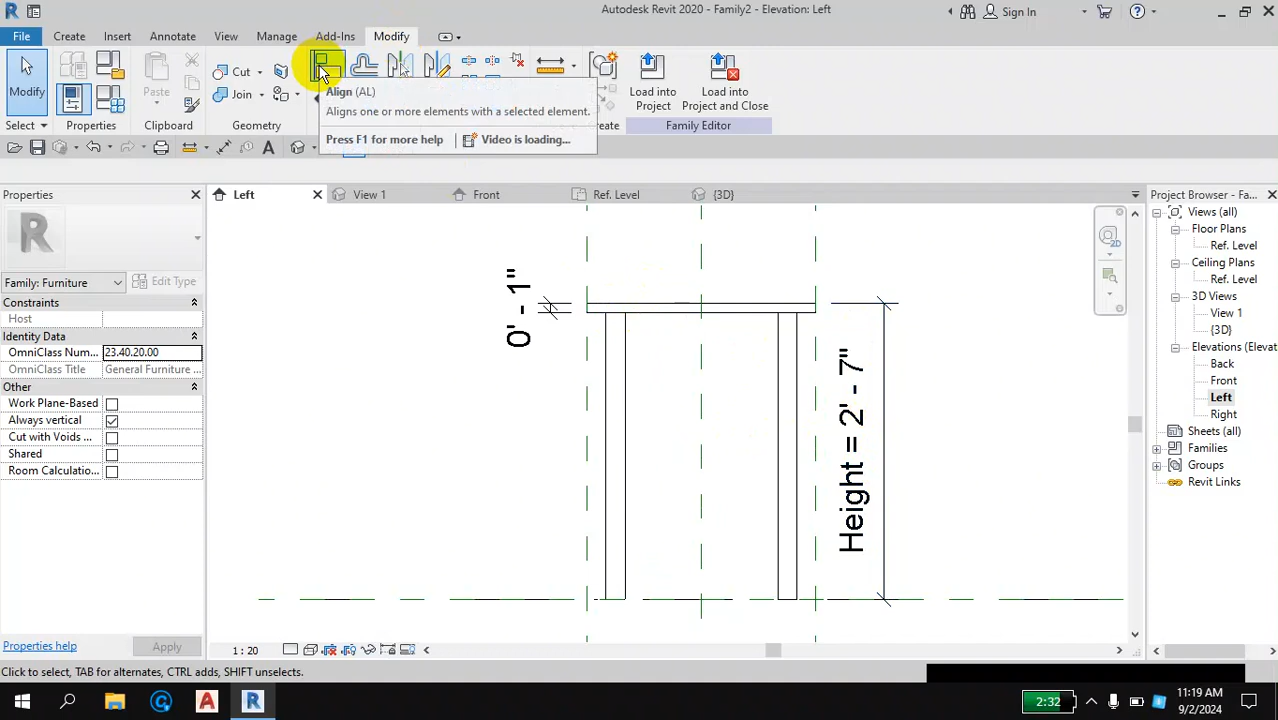 Autodesk Revit 2020 - Family2 - Elevation: Left
Sign In
File Create Insert Annotate View Manage Add-Ins Modify
Modify
Paste
Cut
Join
Load into Project
Load into Project and Close
Select Properties Clipboard Geometry Create Family Editor
Align (AL)
Aligns one or more elements with a selected element.
Press F1 for more help Video is loading...
Properties
Left
View 1
Front
Ref. Level
{3D}
Project Browser - Fa...
R
Family: Furniture
Edit Type
Constraints
Host
Identity Data
OmniClass Num... 23.40.20.00
OmniClass Title General Furniture ...
Other
Work Plane-Based
Always vertical
Cut with Voids ...
Shared
Room Calculatio...
Properties help
Apply
0' - 1"
Height = 2' - 7"
2D
Views (all)
Floor Plans
Ref. Level
Ceiling Plans
Ref. Level
3D Views
View 1
{3D}
Elevations (Elevat
Back
Front
Left
Right
Sheets (all)
Families
Groups
Revit Links
1 : 20
Click to select, TAB for alternates, CTRL adds, SHIFT unselects.
2:32
11:19 AM
9/2/2024